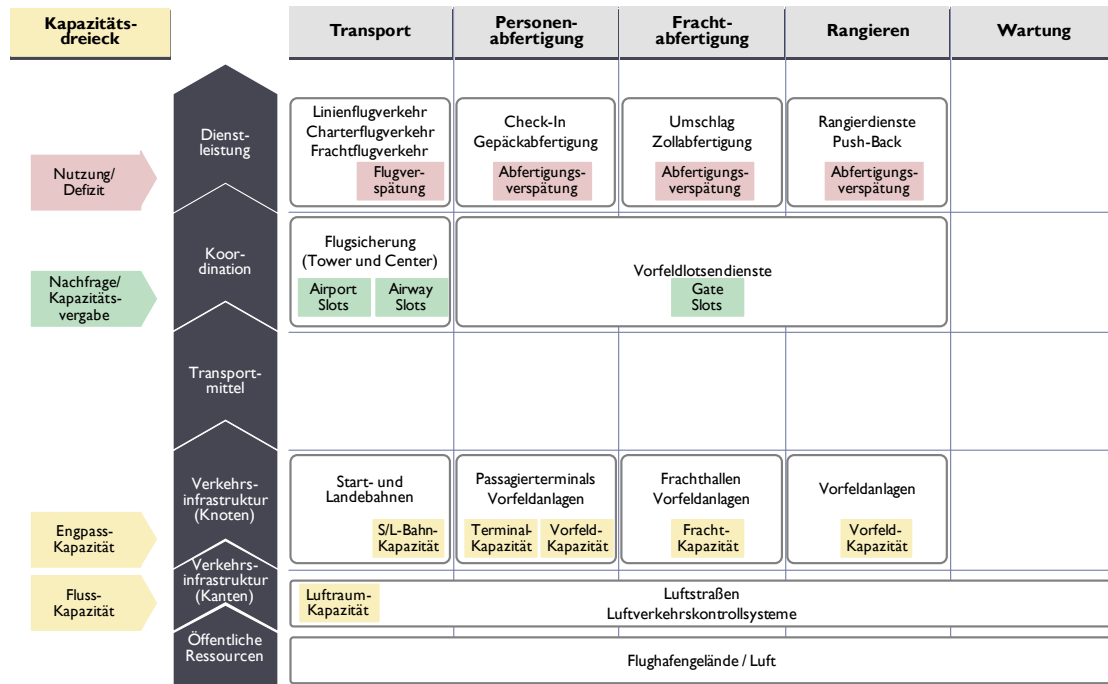 Kapazitäts-
dreieck
Transport
Personen-
abfertigung
Fracht-
abfertigung
Rangieren
Wartung
Nutzung/
Defizit
Dienst-
leistung
Linienflugverkehr
Charterflugverkehr
Frachtflugverkehr
Flugver-
spätung
Check-In
Gepäckabfertigung
Abfertigungs-
verspätung
Umschlag
Zollabfertigung
Abfertigungs-
verspätung
Rangierdienste
Push-Back
Abfertigungs-
verspätung
Nachfrage/
Kapazitäts-
vergabe
Koor-
dination
Flugsicherung
(Tower und Center)
Airport
Slots
Airway
Slots
Vorfeldlotsendienste
Gate
Slots
Transport-
mittel
Engpass-
Kapazität
Verkehrs-
infrastruktur
(Knoten)
Start- und
Landebahnen
S/L-Bahn-
Kapazität
Passagierterminals
Vorfeldanlagen
Terminal-
Kapazität
Vorfeld-
Kapazität
Frachthallen
Vorfeldanlagen
Fracht-
Kapazität
Vorfeldanlagen
Vorfeld-
Kapazität
Fluss-
Kapazität
Verkehrs-
infrastruktur
(Kanten)
Luftraum-
Kapazität
Luftstraßen
Luftverkehrskontrollsysteme
Öffentliche
Ressourcen
Flughafengelände / Luft